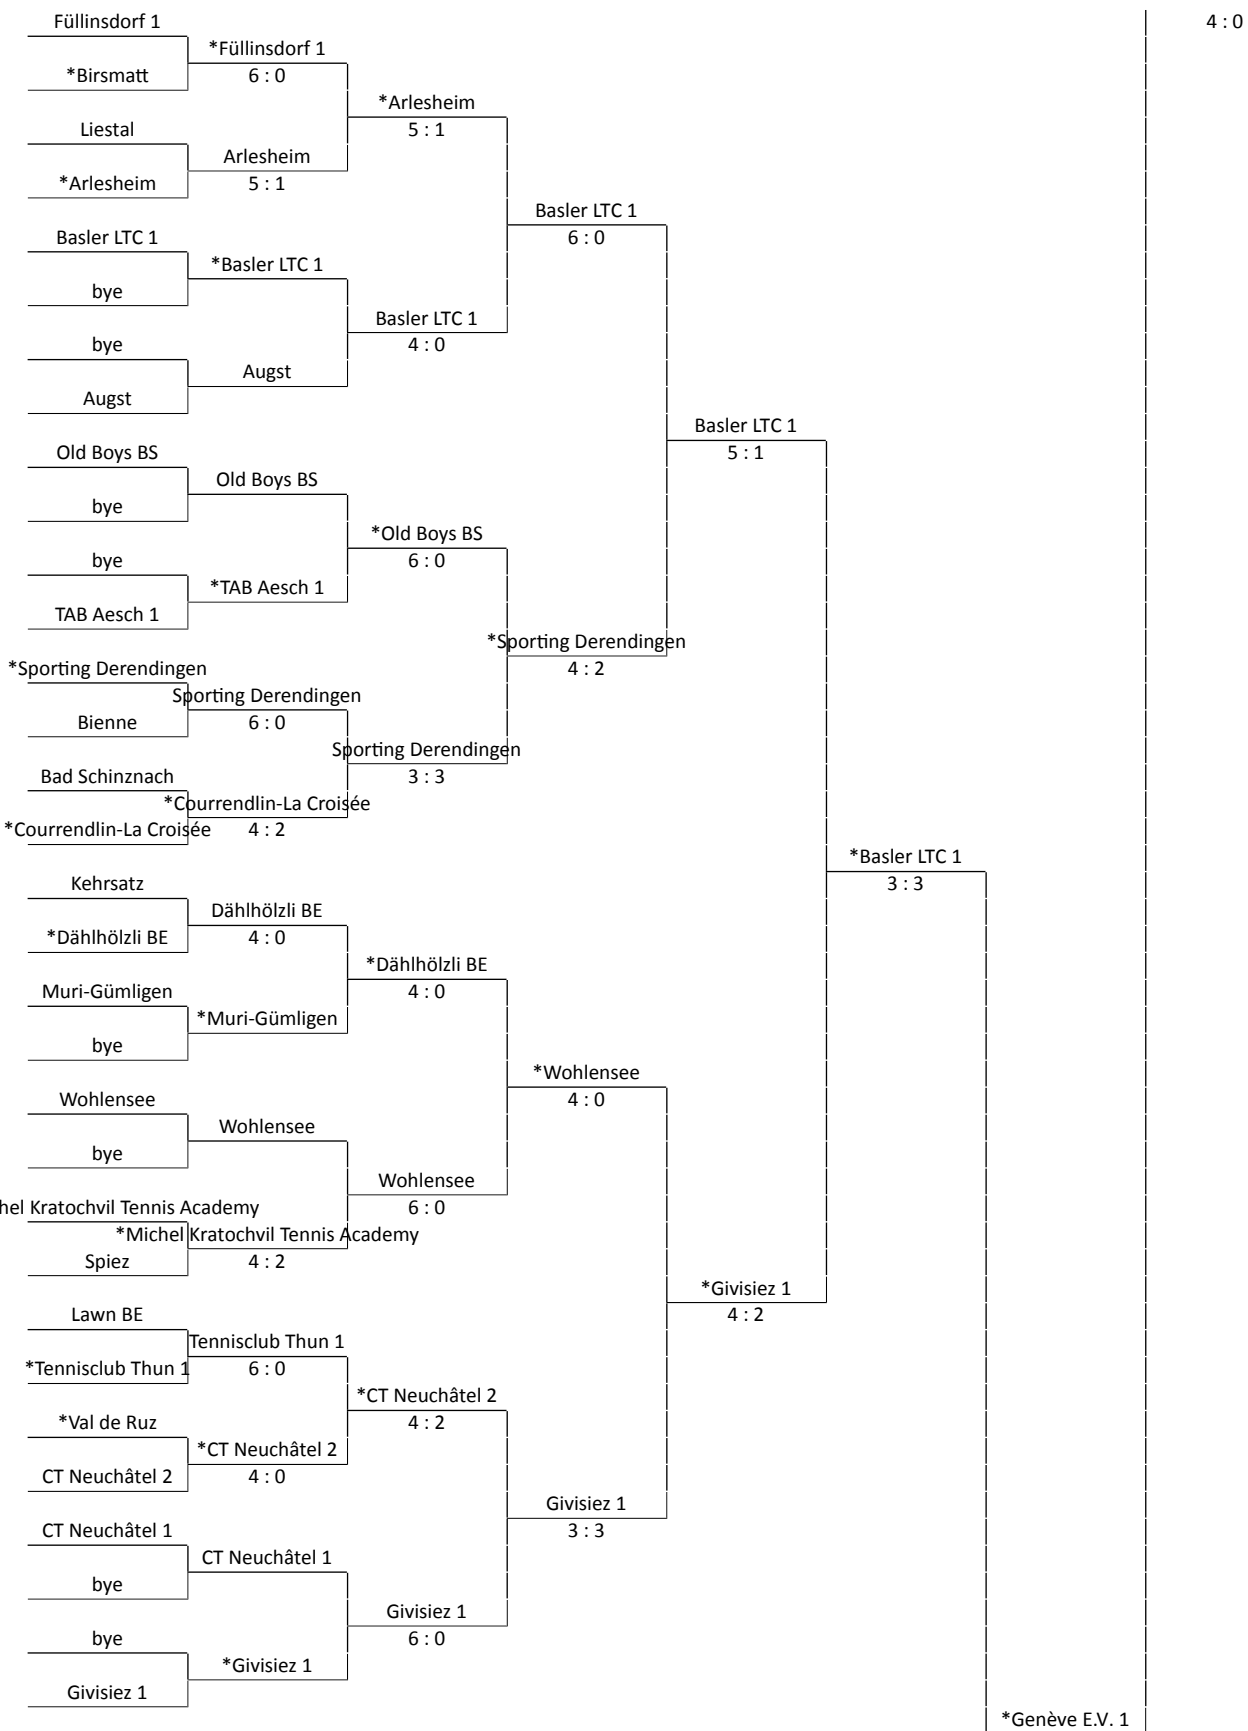 Füllinsdorf 1
4 : 0
*Füllinsdorf 1
*Birsmatt
6 : 0
*Arlesheim
Liestal
5 : 1
Arlesheim
*Arlesheim
5 : 1
Basler LTC 1
Basler LTC 1
6 : 0
*Basler LTC 1
bye
Basler LTC 1
bye
4 : 0
Augst
Augst
Basler LTC 1
Old Boys BS
5 : 1
Old Boys BS
bye
*Old Boys BS
bye
6 : 0
*TAB Aesch 1
TAB Aesch 1
*Sporting Derendingen
*Sporting Derendingen
4 : 2
Sporting Derendingen
Bienne
6 : 0
Sporting Derendingen
Bad Schinznach
3 : 3
*Courrendlin-La Croisée
*Courrendlin-La Croisée
4 : 2
*Basler LTC 1
Kehrsatz
3 : 3
Dählhölzli BE
*Dählhölzli BE
4 : 0
*Dählhölzli BE
Muri-Gümligen
4 : 0
*Muri-Gümligen
bye
*Wohlensee
Wohlensee
4 : 0
Wohlensee
bye
Wohlensee
hel Kratochvil Tennis Academy
6 : 0
*Michel Kratochvil Tennis Academy
Spiez
4 : 2
*Givisiez 1
Lawn BE
4 : 2
Tennisclub Thun 1
*Tennisclub Thun 1
6 : 0
*CT Neuchâtel 2
*Val de Ruz
4 : 2
*CT Neuchâtel 2
CT Neuchâtel 2
4 : 0
Givisiez 1
CT Neuchâtel 1
3 : 3
CT Neuchâtel 1
bye
Givisiez 1
bye
6 : 0
*Givisiez 1
Givisiez 1
*Genève E.V. 1